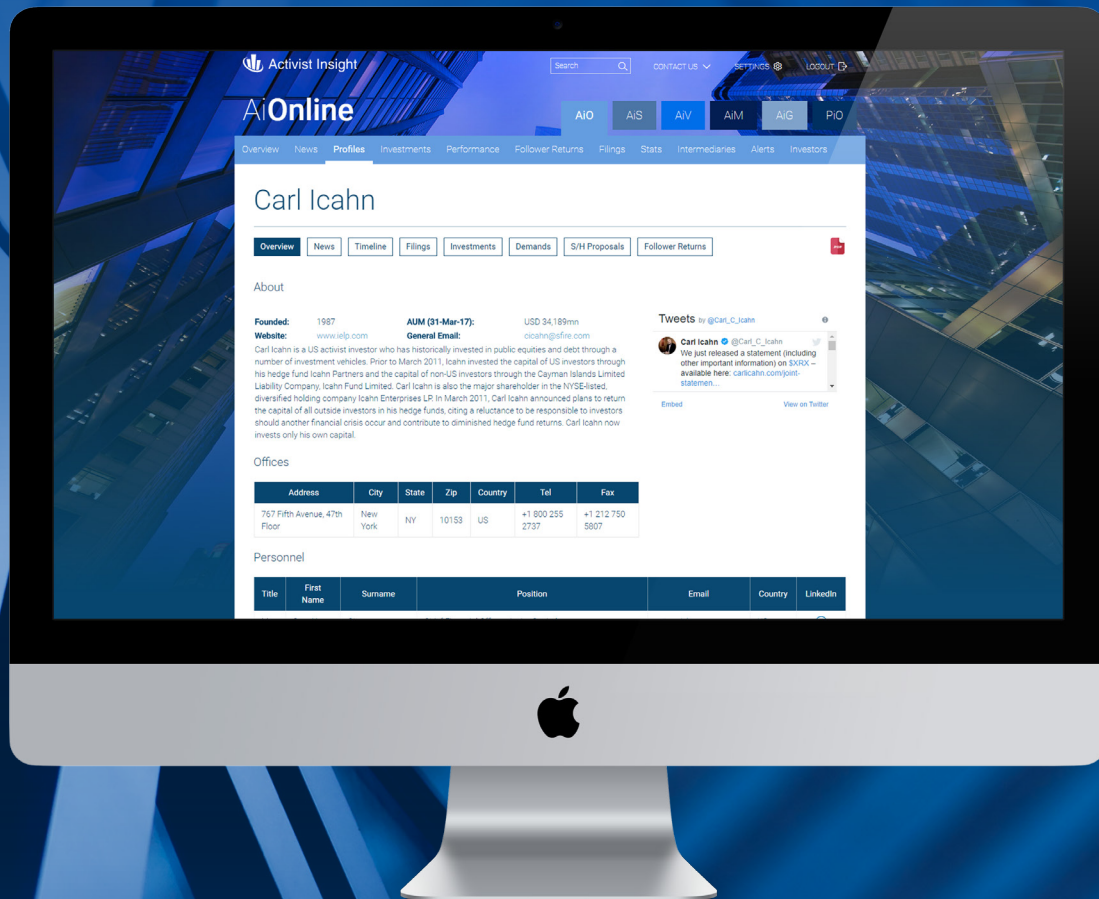 Activist Insight
Search
CONTACT US
SETTINGS
LOGOUT
AiOnline
AiO
AiS
AiV
AiM
AiG
PiO
Overview
News
Profiles
Investments
Performance
Follower Returns
Filings
Stats
Intermediaries
Alerts
Investors
Carl Icahn
Overview
News
Timeline
Filings
Investments
Demands
S/H Proposals
Follower Returns
About
Founded: 1987 AUM (31-Mar-17): USD 34,189mn
Website: www.ielp.com General Email: cicahn@sfire.com
Carl Icahn is a US activist investor who has historically invested in public equities and debt through a
number of investment vehicles. Prior to March 2011, Icahn invested the capital of US investors through
his hedge fund Icahn Partners and the capital of non-US investors through the Cayman Islands Limited
Liability Company, Icahn Fund Limited. Carl Icahn is also the major shareholder in the NYSE-listed,
diversified holding company Icahn Enterprises LP. In March 2011, Carl Icahn announced plans to return
the capital of all outside investors in his hedge funds, citing a reluctance to be responsible to investors
should another financial crisis occur and contribute to diminished hedge fund returns. Carl Icahn now
invests only his own capital.
Tweets by @Carl_C_Icahn
Carl Icahn @Carl_C_Icahn
We just released a statement (including
other important information) on $XRX –
available here: carlicahn.com/joint-
statemen...
Embed
View on Twitter
Offices
Address City State Zip Country Tel Fax
767 Fifth Avenue, 47th New NY 10153 US +1 800 255 +1 212 750
Floor York 2737 5807
Personnel
Title First Name Surname Position Email Country LinkedIn